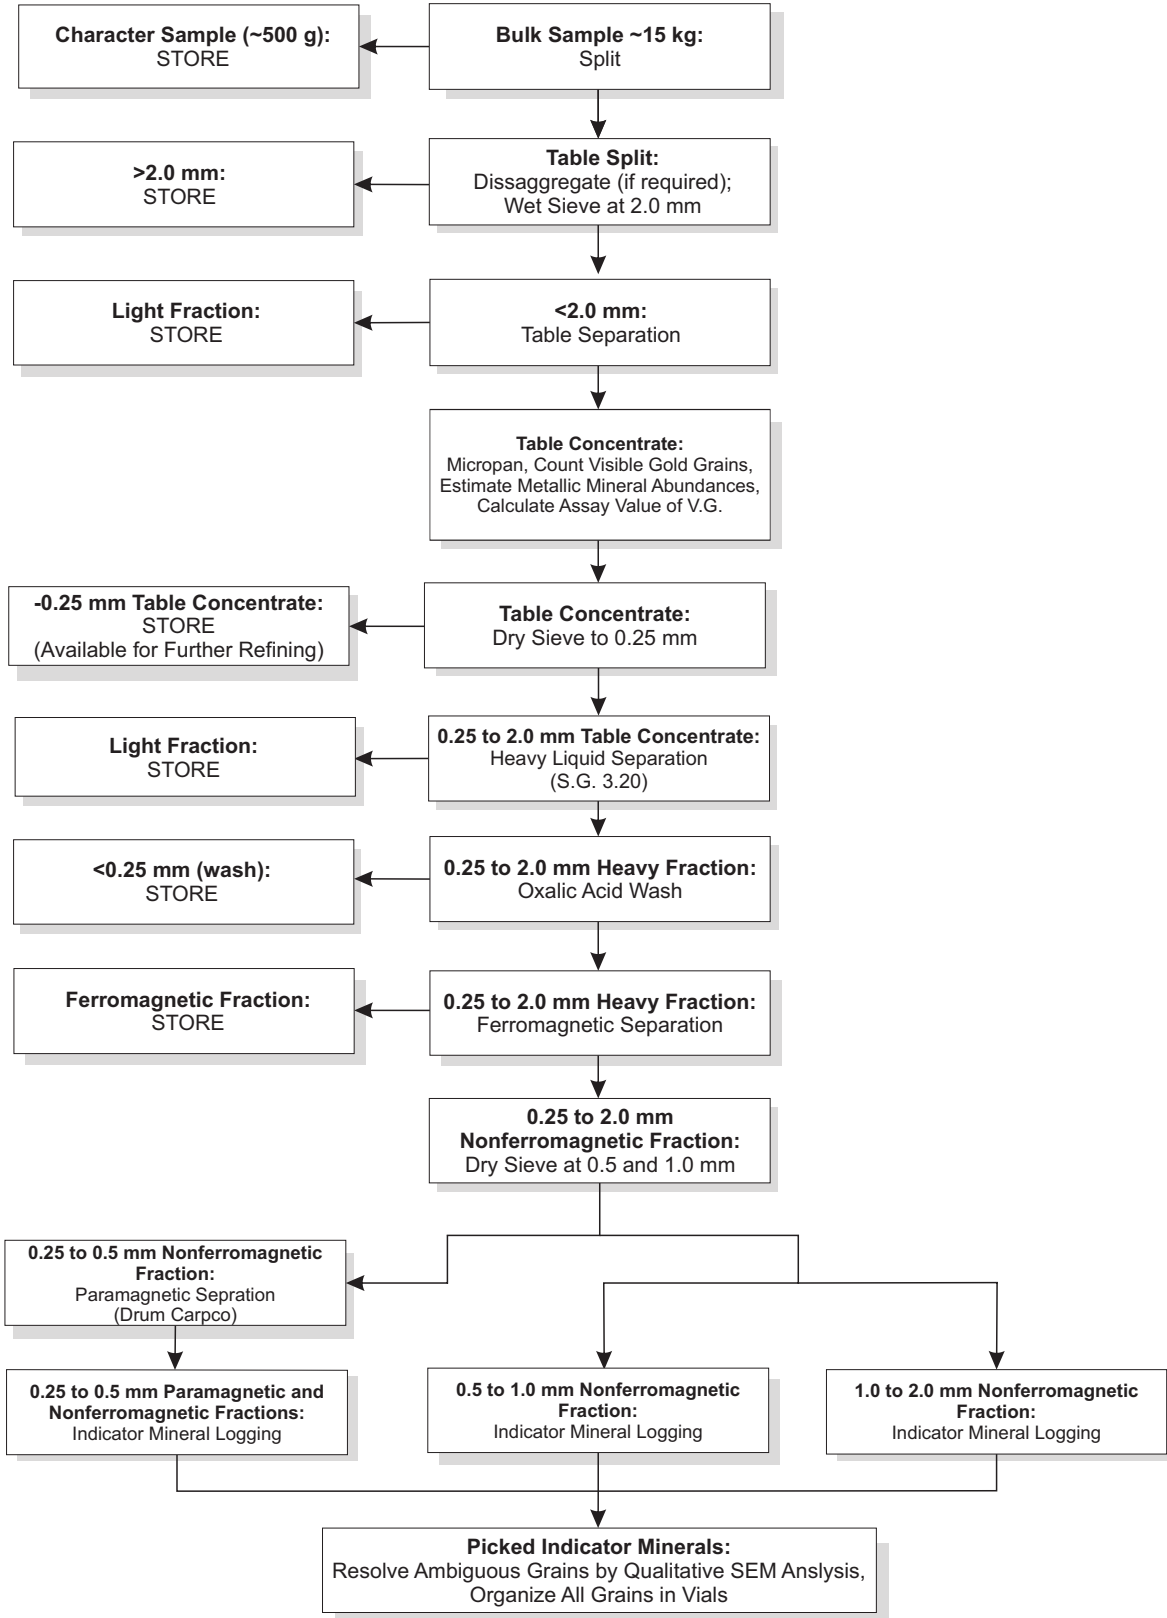 Character Sample (~500 g):
STORE
Bulk Sample ~15 kg:
Split
>2.0 mm:
STORE
Table Split:
Dissaggregate (if required);
Wet Sieve at 2.0 mm
Light Fraction:
STORE
<2.0 mm:
Table Separation
Table Concentrate:
Micropan, Count Visible Gold Grains,
Estimate Metallic Mineral Abundances,
Calculate Assay Value of V.G.
-0.25 mm Table Concentrate:
STORE
(Available for Further Refining)
Table Concentrate:
Dry Sieve to 0.25 mm
Light Fraction:
STORE
0.25 to 2.0 mm Table Concentrate:
Heavy Liquid Separation
(S.G. 3.20)
<0.25 mm (wash):
STORE
0.25 to 2.0 mm Heavy Fraction:
Oxalic Acid Wash
Ferromagnetic Fraction:
STORE
0.25 to 2.0 mm Heavy Fraction:
Ferromagnetic Separation
0.25 to 2.0 mm
Nonferromagnetic Fraction:
Dry Sieve at 0.5 and 1.0 mm
0.25 to 0.5 mm Nonferromagnetic
Fraction:
Paramagnetic Sepration
(Drum Carpco)
0.25 to 0.5 mm Paramagnetic and
Nonferromagnetic Fractions:
Indicator Mineral Logging
0.5 to 1.0 mm Nonferromagnetic
Fraction:
Indicator Mineral Logging
1.0 to 2.0 mm Nonferromagnetic
Fraction:
Indicator Mineral Logging
Picked Indicator Minerals:
Resolve Ambiguous Grains by Qualitative SEM Anslysis,
Organize All Grains in Vials